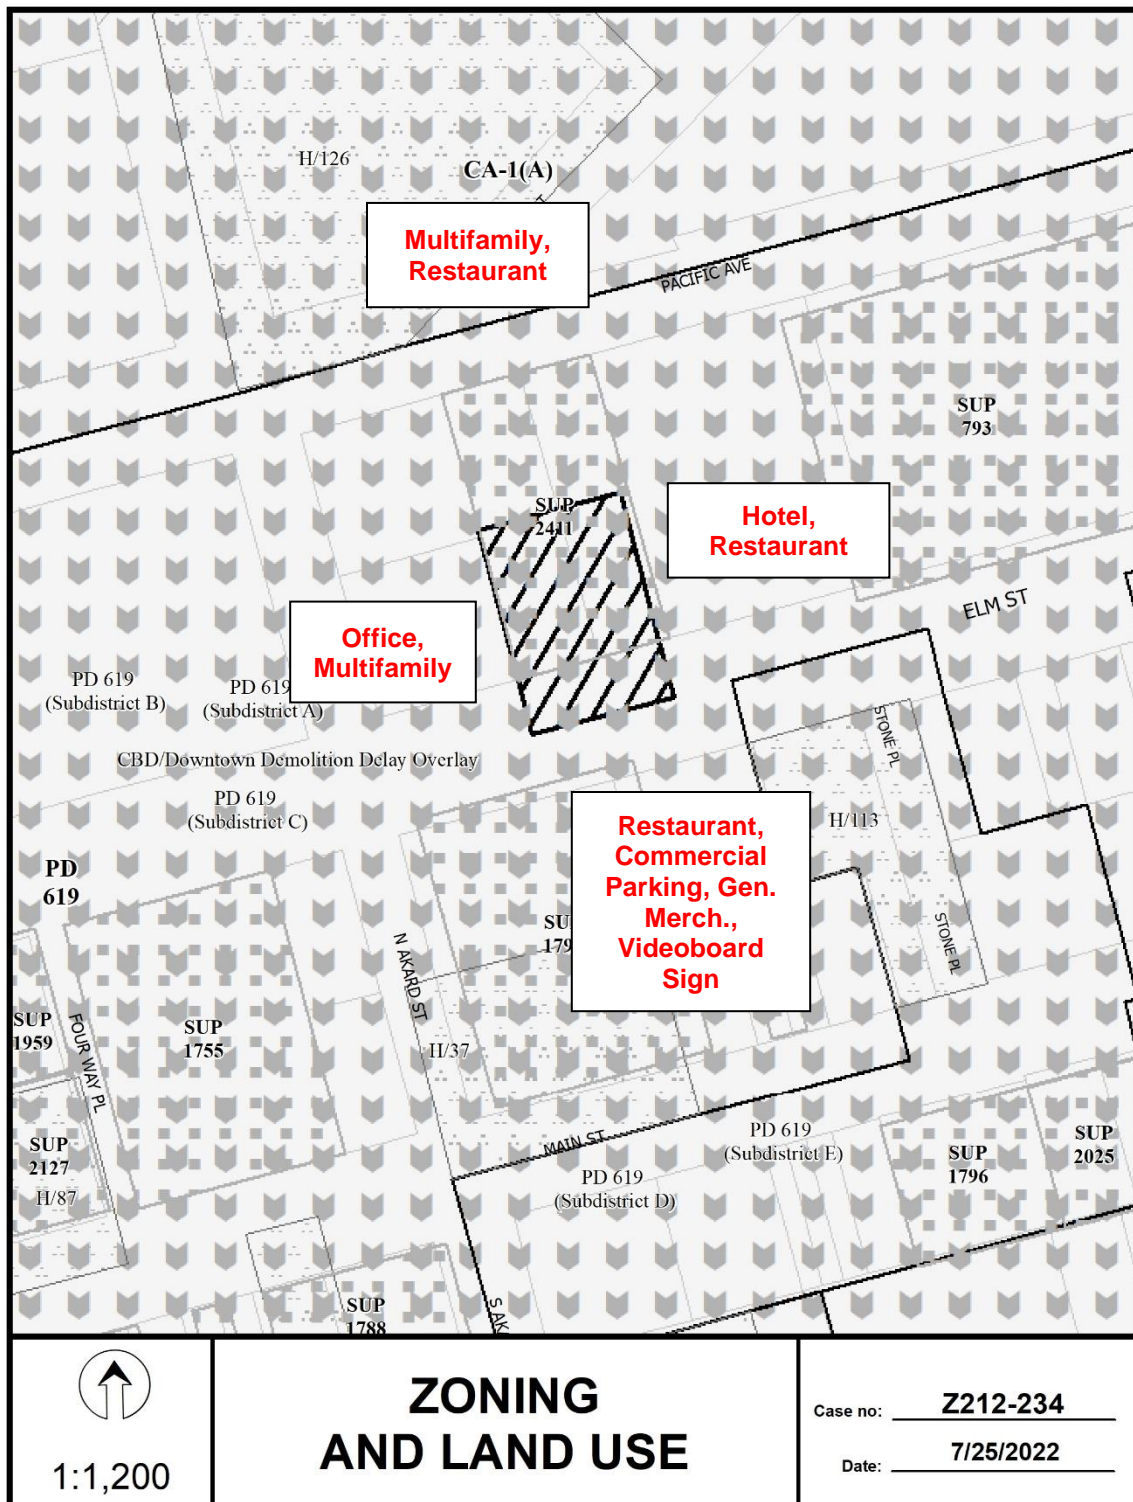 H/126
CA-1(A)
Multifamily,
Restaurant
PACIFIC AVE
SUP
793
SUP
2411
Hotel,
Restaurant
ELM ST
Office,
Multifamily
PD 619
(Subdistrict B)
PD 619
(Subdistrict A)
STONE PL
CBD/Downtown Demolition Delay Overlay
PD 619
(Subdistrict C)
H/113
Restaurant,
Commercial
Parking, Gen.
Merch.,
Videoboard
Sign
PD
619
N AKARD ST
STONE PL
SUP
1959
FOUR WAY PL
SUP
1755
H/37
MAIN ST
PD 619
(Subdistrict E)
SUP
2025
SUP
1796
SUP
2127
H/87
PD 619
(Subdistrict D)
SUP
1788
S AK
1:1,200
ZONING
AND LAND USE
Case no: Z212-234
Date: 7/25/2022